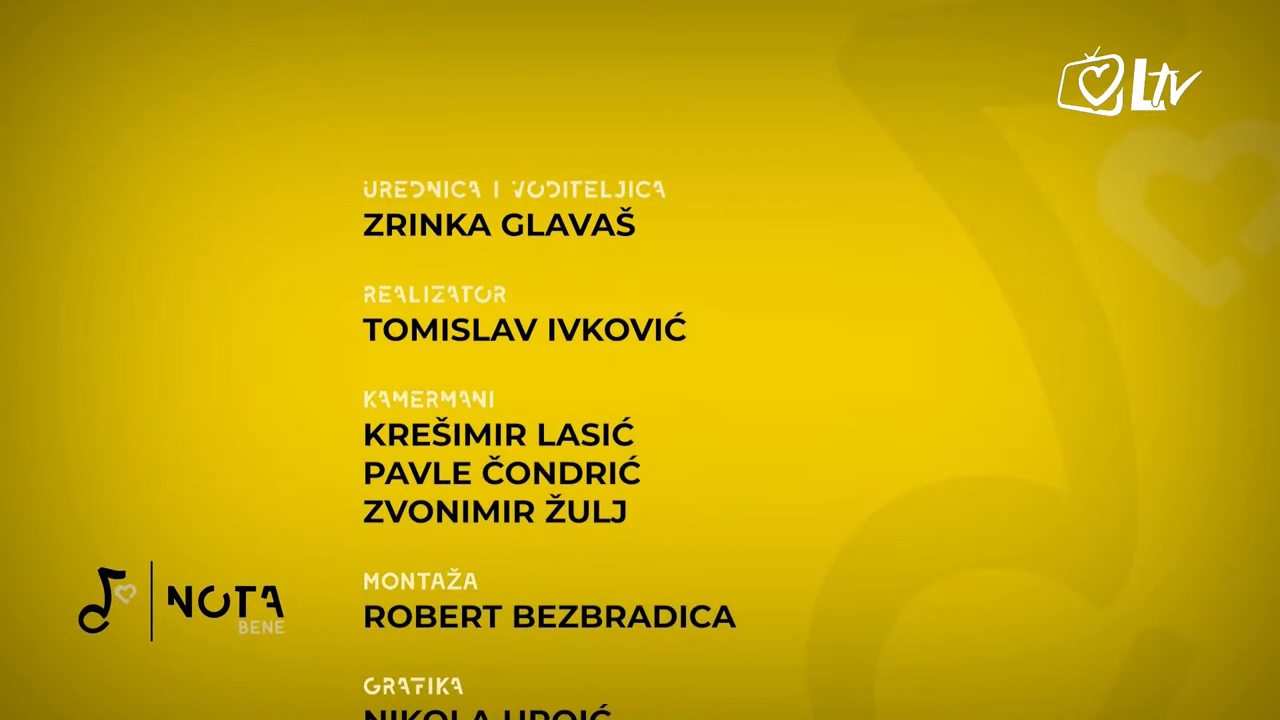 LTV
UREDNICA I VODITELJICA
ZRINKA GLAVAŠ
REALIZATOR
TOMISLAV IVKOVIĆ
KAMERMANI
KREŠIMIR LASIĆ
PAVLE ČONDRIĆ
ZVONIMIR ŽULJ
MONTAŽA
ROBERT BEZBRADICA
GRAFIKA
NIKOLA
NOTA
BENE